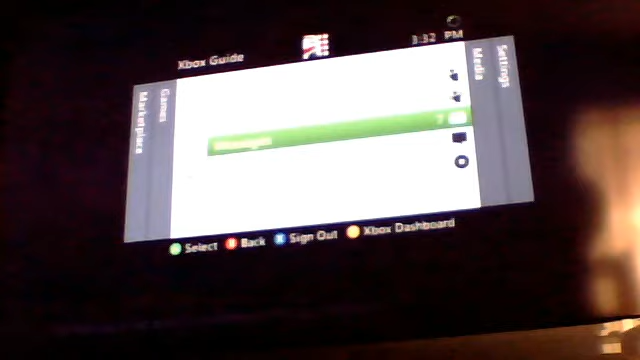 Xbox Guide
3:32 PM
Marketplace
Games
Messages
7
Media
Settings
Select
Back
Sign Out
Xbox Dashboard